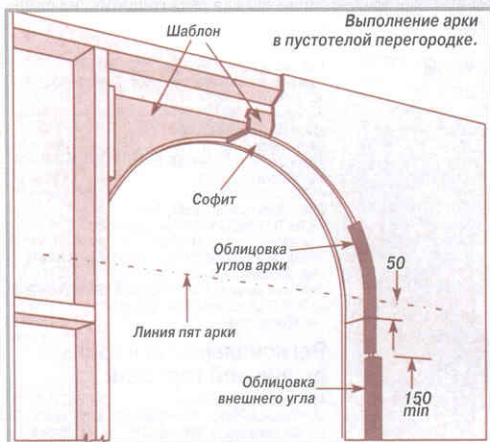 Выполнение арки
в пустотелой перегородке.
Шаблон
Софит
Облицовка
углов арки
50
Линия пят арки
Облицовка
внешнего угла
150
min